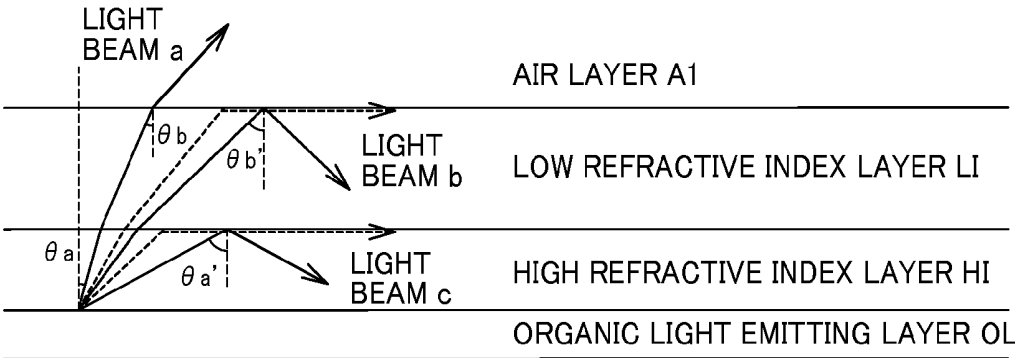 LIGHT
BEAM a
AIR LAYER A1
θb
θb'
LIGHT
BEAM b
LOW REFRACTIVE INDEX LAYER LI
θa
θa'
LIGHT
BEAM c
HIGH REFRACTIVE INDEX LAYER HI
ORGANIC LIGHT EMITTING LAYER OL